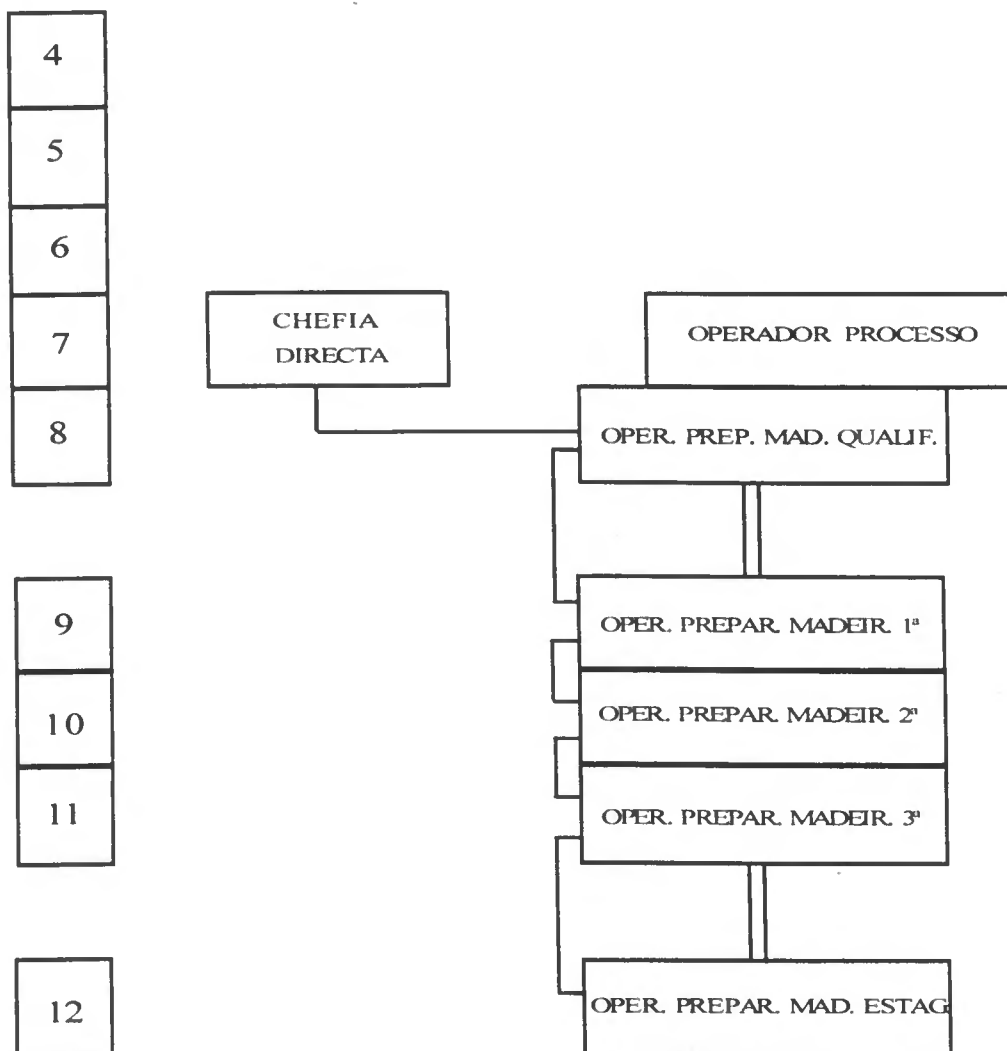 4
5
6
7
CHEFIA
DIRECTA
OPERADOR PROCESSO
8
OPER. PREP. MAD. QUALIF.
9
OPER. PREPAR. MADEIR. 1ª
10
OPER. PREPAR. MADEIR. 2ª
11
OPER. PREPAR. MADEIR. 3ª
12
OPER. PREPAR. MAD. ESTAG